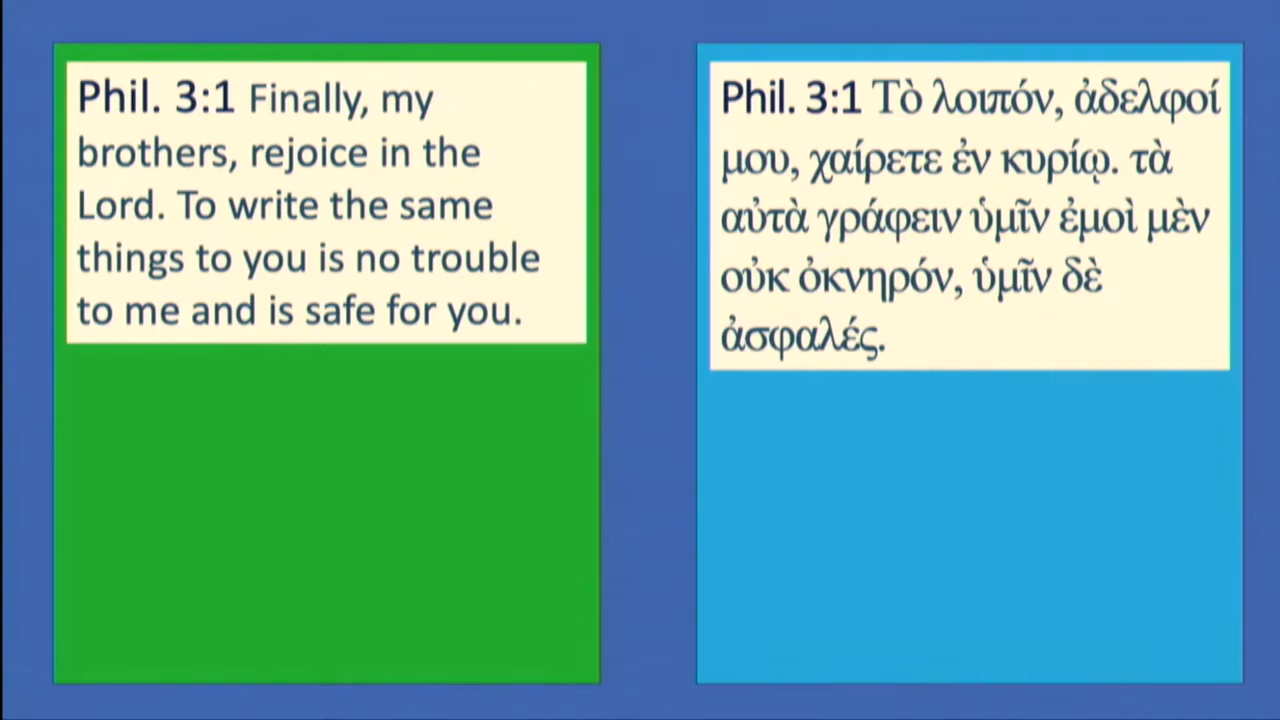 Phil. 3:1 Finally, my
brothers, rejoice in the
Lord. To write the same
things to you is no trouble
to me and is safe for you.
Phil. 3:1 Τὸ λοιπόν, ἀδελφοί
μου, χαίρετε ἐν κυρίῳ. τὰ
αὐτὰ γράφειν ὑμῖν ἐμοὶ μὲν
οὐκ ὀκνηρόν, ὑμῖν δὲ
ἀσφαλές.